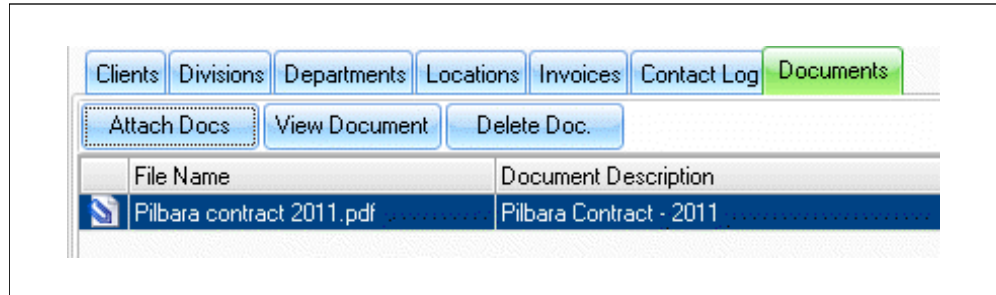 Clients Divisions Departments Locations Invoices Contact Log Documents
Attach Docs View Document Delete Doc.
File Name Document Description
Pilbara contract 2011.pdf Pilbara Contract - 2011